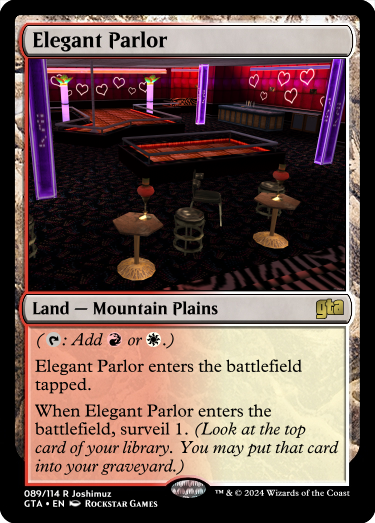 Elegant Parlor
Land — Mountain Plains
gta
(T: Add R or W.)
Elegant Parlor enters the battlefield
tapped.
When Elegant Parlor enters the
battlefield, surveil 1. (Look at the top
card of your library. You may put that card
into your graveyard.)
089/114 R Joshimuz
GTA • EN Rockstar Games
™ & © 2024 Wizards of the Coast